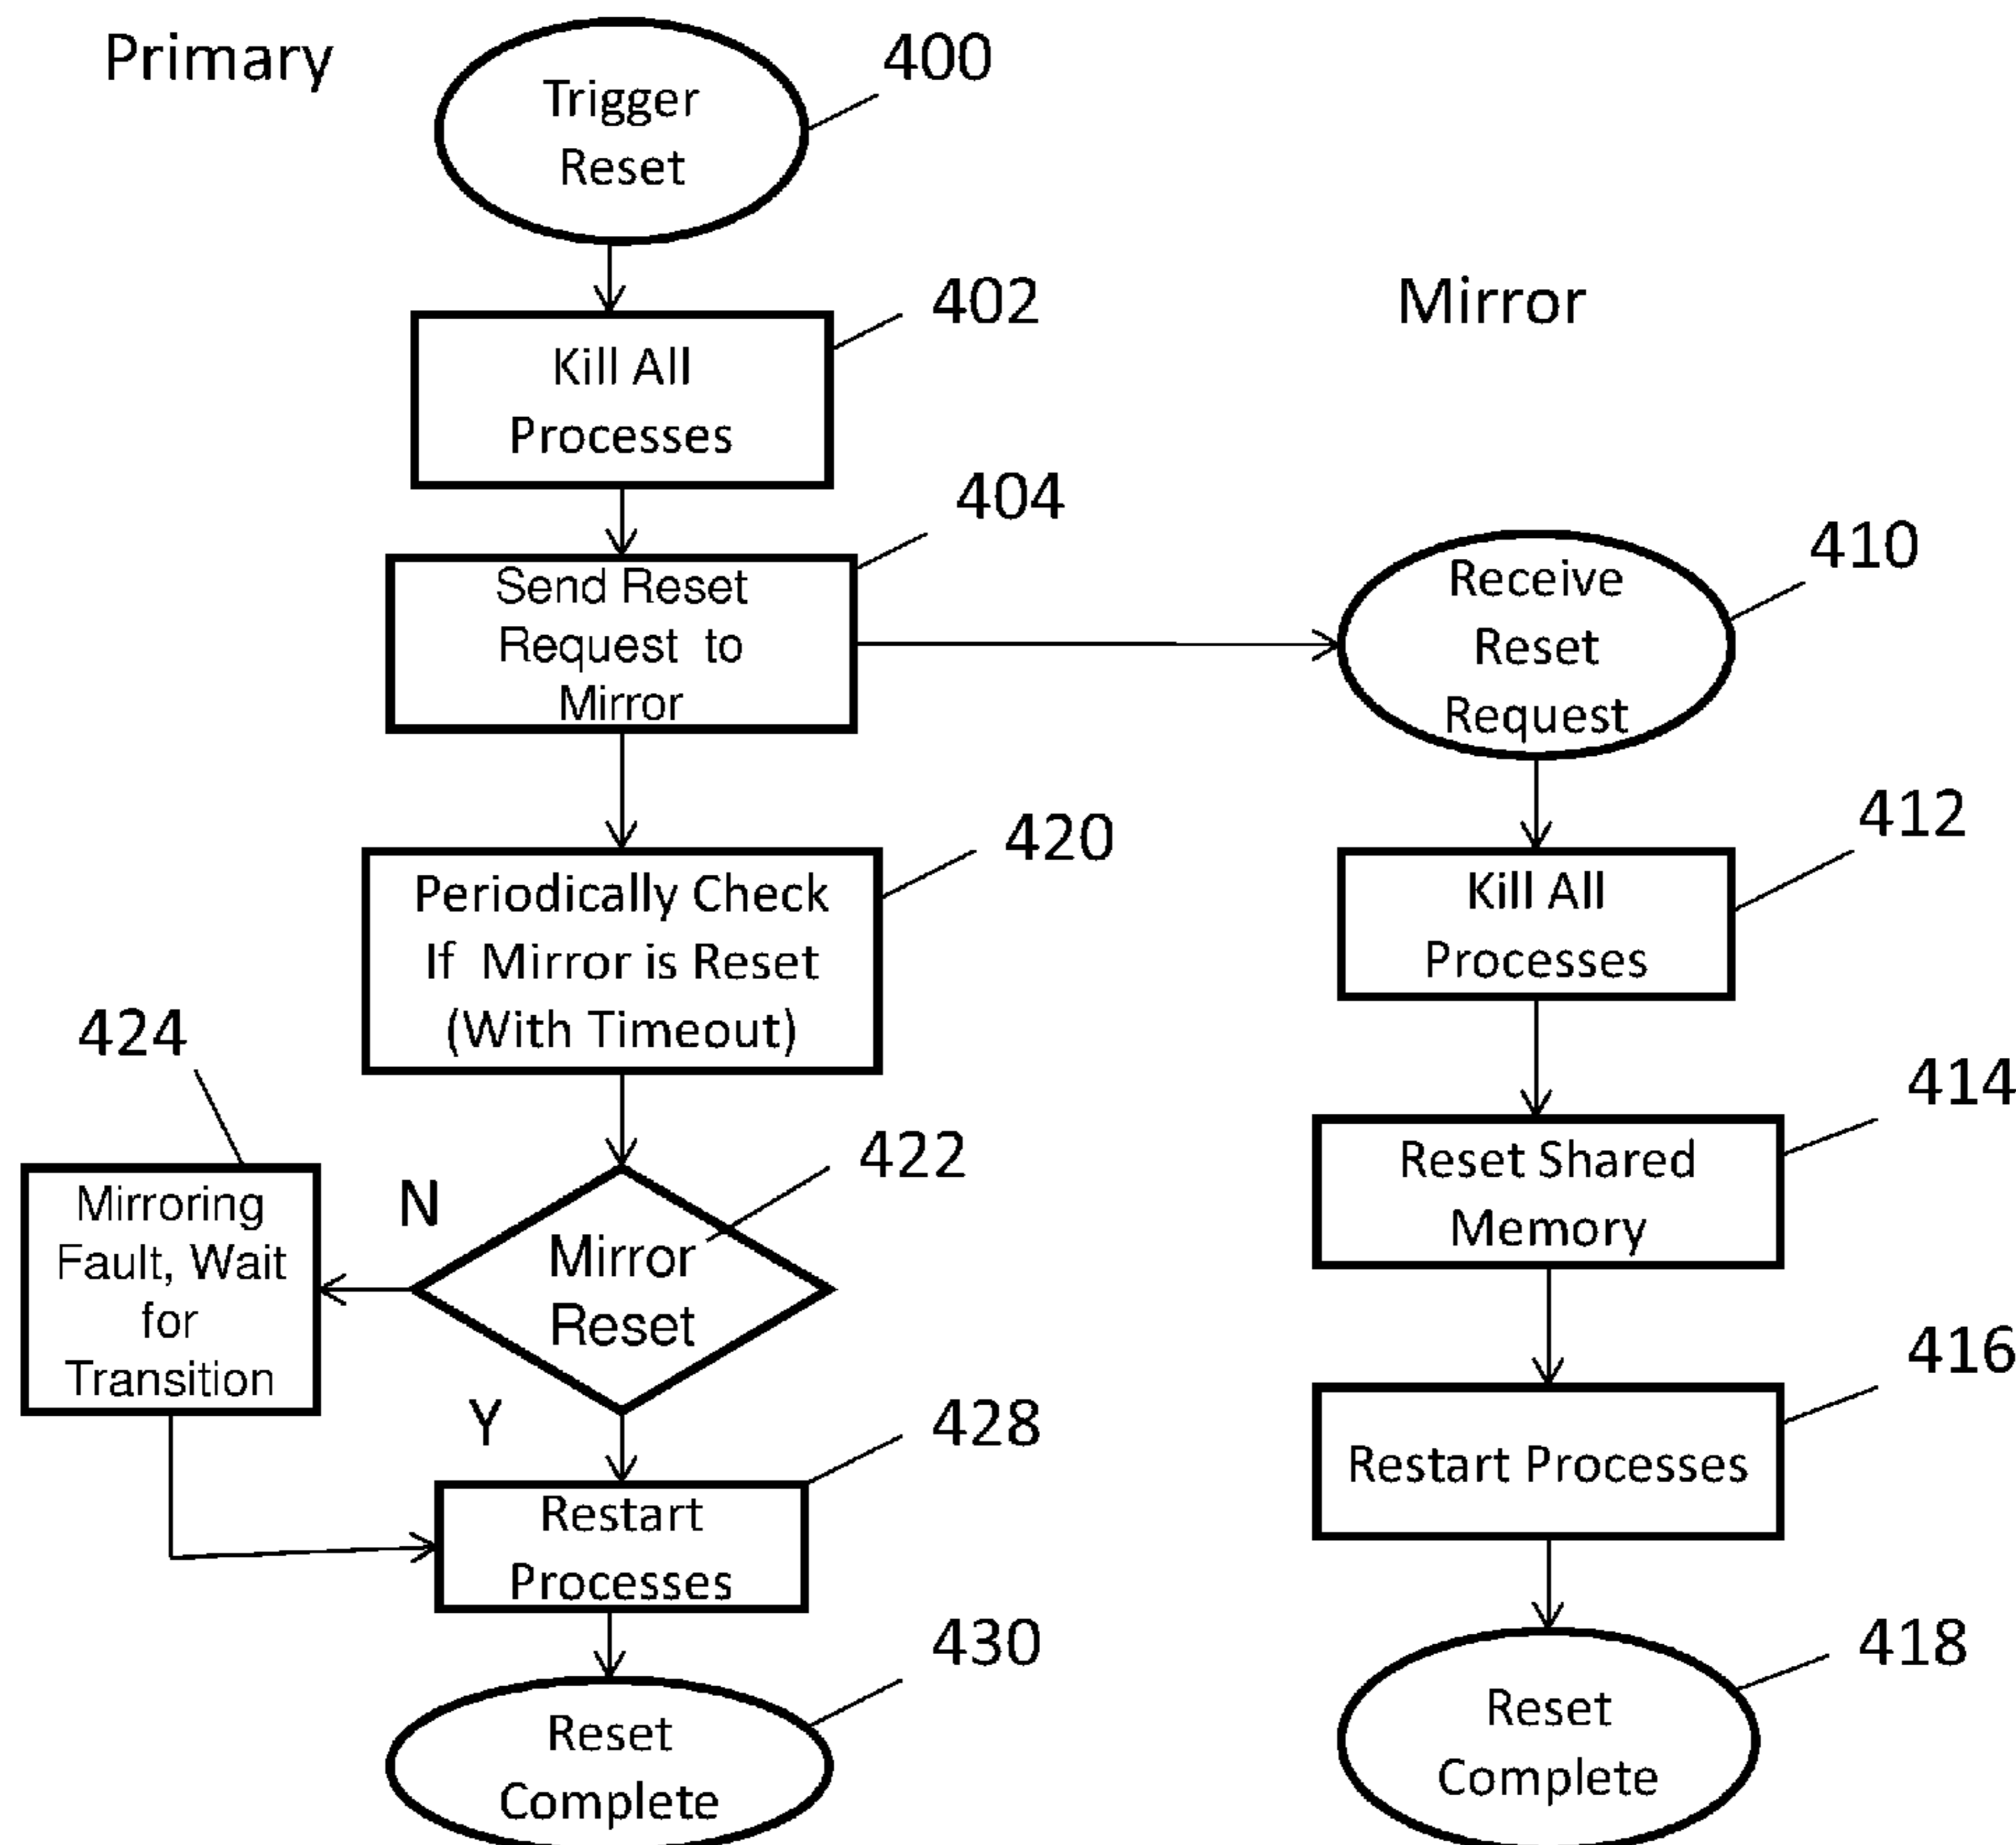 Primary
400
Trigger
Reset
402
Kill All
Processes
404
Send Reset
Request to
Mirror
420
Periodically Check
If Mirror is Reset
(With Timeout)
422
Mirror
Reset
N
424
Mirroring
Fault, Wait
for
Transition
Y
428
Restart
Processes
430
Reset
Complete
Mirror
410
Receive
Reset
Request
412
Kill All
Processes
414
Reset Shared
Memory
416
Restart Processes
418
Reset
Complete